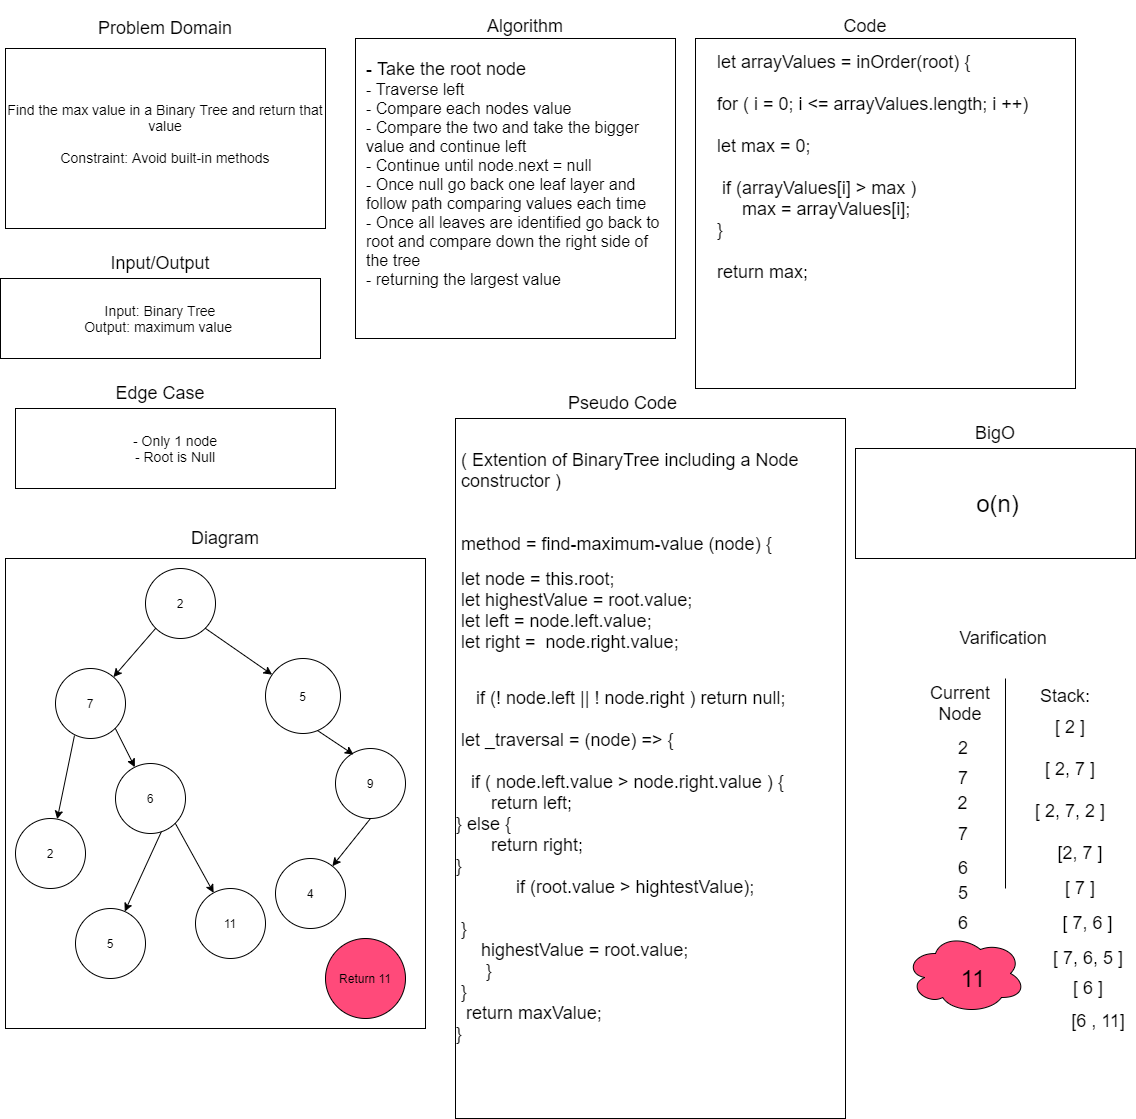 Problem Domain
Find the max value in a Binary Tree and return that
value
Constraint: Avoid built-in methods
Input/Output
Input: Binary Tree
Output: maximum value
Edge Case
- Only 1 node
- Root is Null
Diagram
2
7
5
6
9
2
4
5
11
Return 11
Algorithm
- Take the root node
- Traverse left
- Compare each nodes value
- Compare the two and take the bigger
value and continue left
- Continue until node.next = null
- Once null go back one leaf layer and
follow path comparing values each time
- Once all leaves are identified go back to
root and compare down the right side of
the tree
- returning the largest value
Code
let arrayValues = inOrder(root) {
for ( i = 0; i <= arrayValues.length; i ++)
let max = 0;
if (arrayValues[i] > max )
max = arrayValues[i];
}
return max;
Pseudo Code
( Extention of BinaryTree including a Node
constructor )
method = find-maximum-value (node) {
let node = this.root;
let highestValue = root.value;
let left = node.left.value;
let right =  node.right.value;
if (! node.left || ! node.right ) return null;
let _traversal = (node) => {
if ( node.left.value > node.right.value ) {
return left;
} else {
return right;
}
if (root.value > hightestValue);
}
highestValue = root.value;
}
}
return maxValue;
}
BigO
o(n)
Varification
Current
Node
2
7
2
7
6
5
6
11
Stack:
[ 2 ]
[ 2, 7 ]
[ 2, 7, 2 ]
[2, 7 ]
[ 7 ]
[ 7, 6 ]
[ 7, 6, 5 ]
[ 6 ]
[6 , 11]